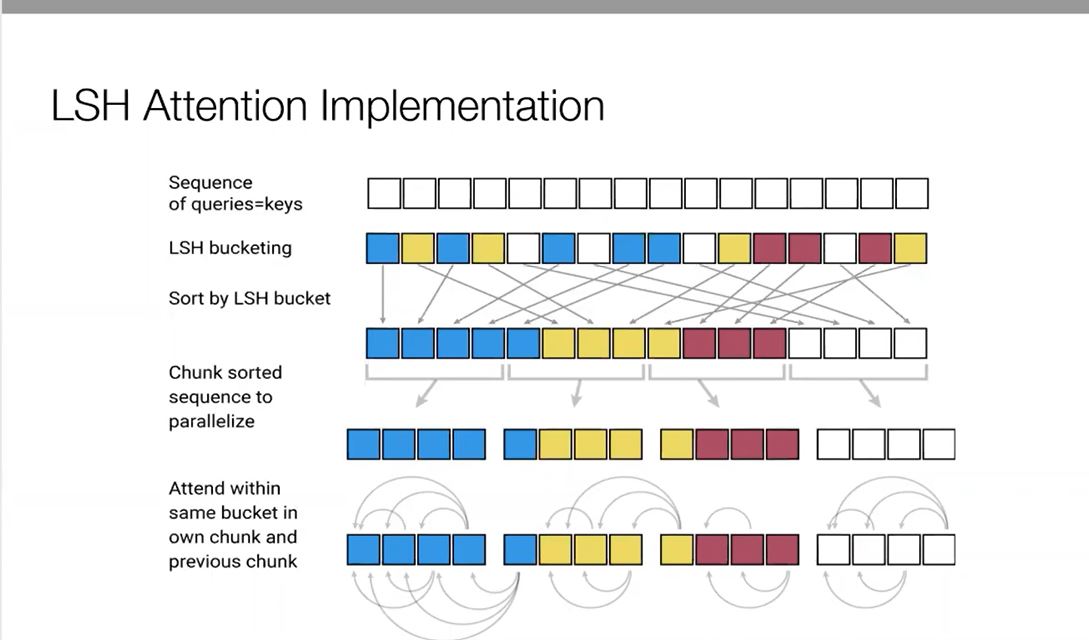 LSH Attention Implementation
Sequence
of queries=keys
LSH bucketing
Sort by LSH bucket
Chunk sorted
sequence to
parallelize
Attend within
same bucket in
own chunk and
previous chunk